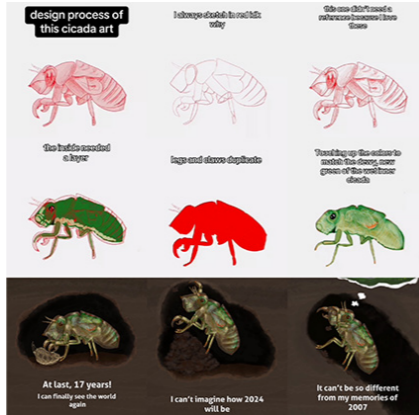 design process of
this cicada art
I always sketch in red idk
why
this one didn't need a
reference because I love
these
the inside needed
a layer
legs and claws duplicate
Touching up the colors to
match the dewy, new
green of the wet inner
cicada
At last, 17 years!
I can finally see the world
again
I can't imagine how 2024
will be
It can't be so different
from my memories of
2007